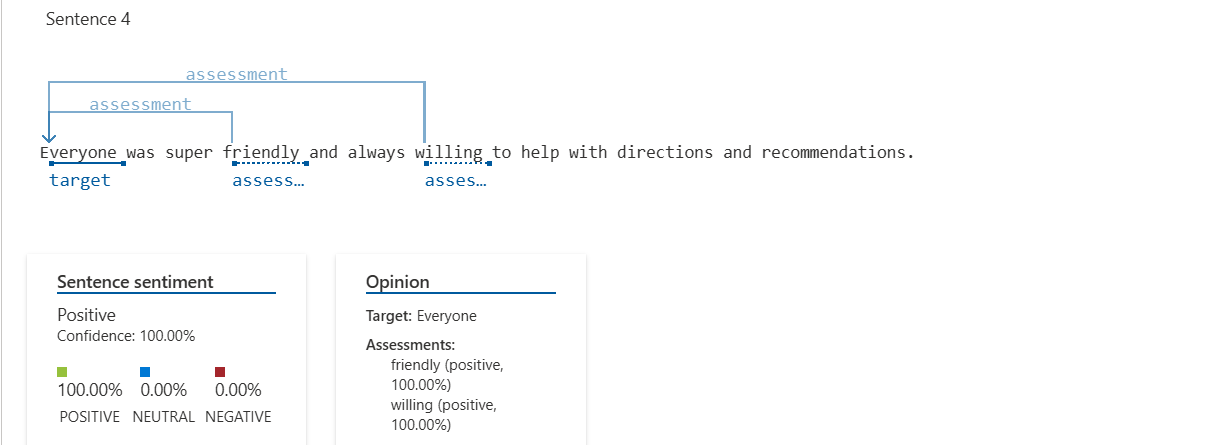 Sentence 4
assessment
assessment
Everyone was super friendly and always willing to help with directions and recommendations.
target assess… asses…
Sentence sentiment
Positive
Confidence: 100.00%
100.00% 0.00% 0.00%
POSITIVE NEUTRAL NEGATIVE
Opinion
Target: Everyone
Assessments:
friendly (positive,
100.00%)
willing (positive,
100.00%)